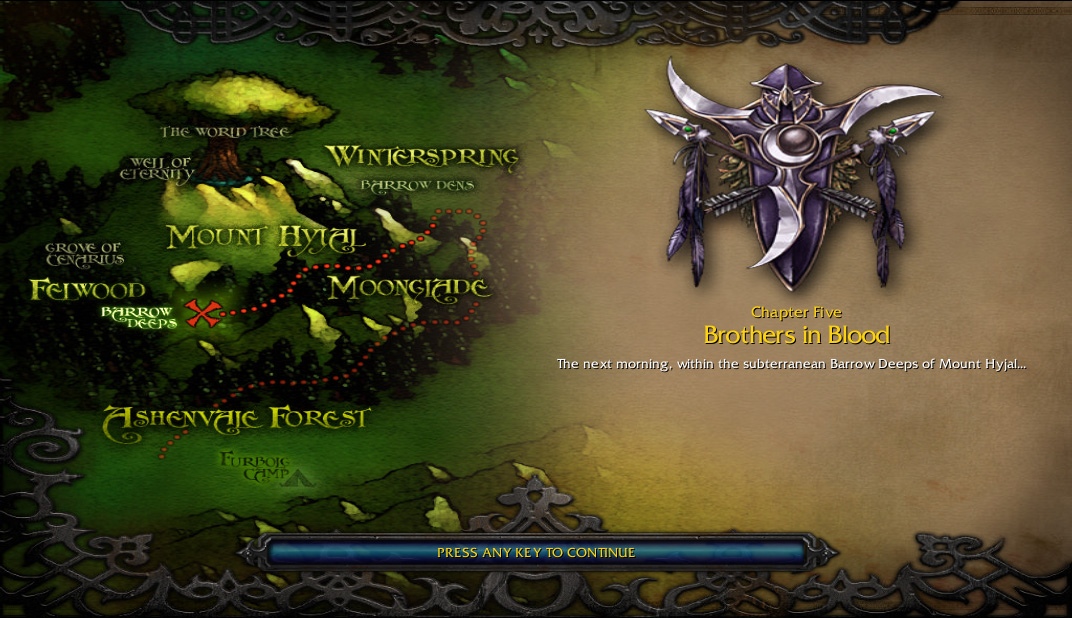 THE WORLD TREE
WELL OF
ETERNITY
WINTERSPRING
BARROW DENS
MOUNT HYJAL
GROVE OF
CENARIUS
FELWOOD
MOONGLADE
BARROW
DEEPS
ASHENVALE FOREST
FURBOLG
CAMP
Chapter Five
Brothers in Blood
The next morning, within the subterranean Barrow Deeps of Mount Hyjal...
PRESS ANY KEY TO CONTINUE